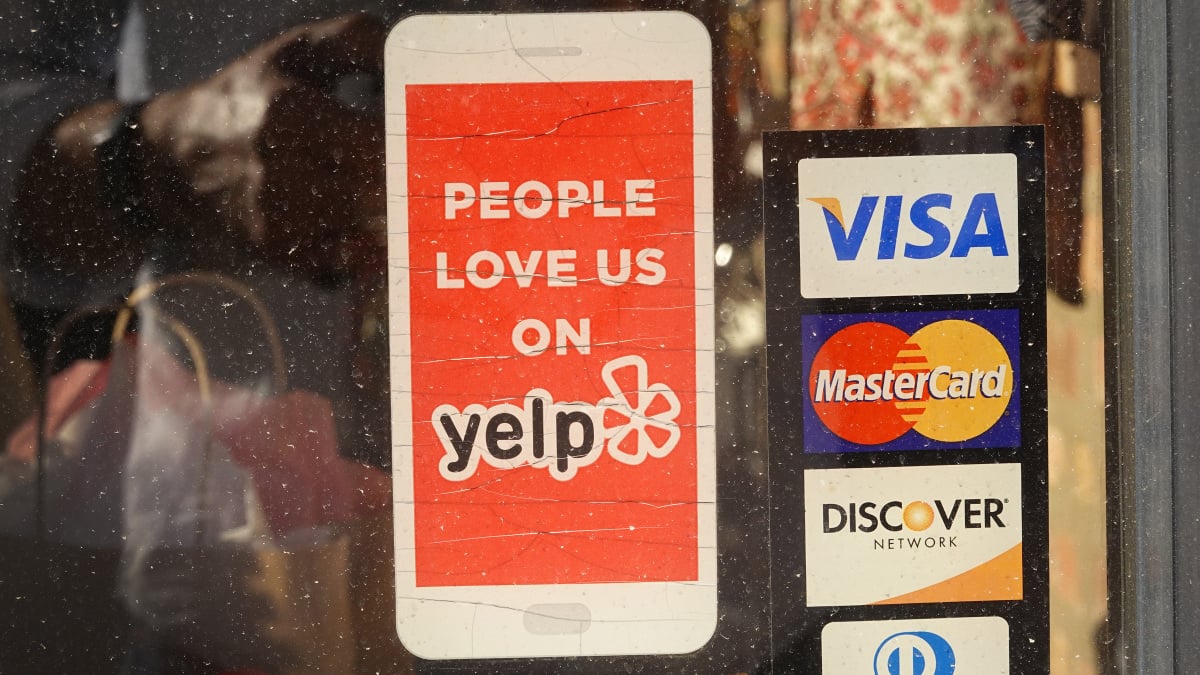 PEOPLE
LOVE US
ON
yelp
VISA
MasterCard
DISCOVER®
NETWORK